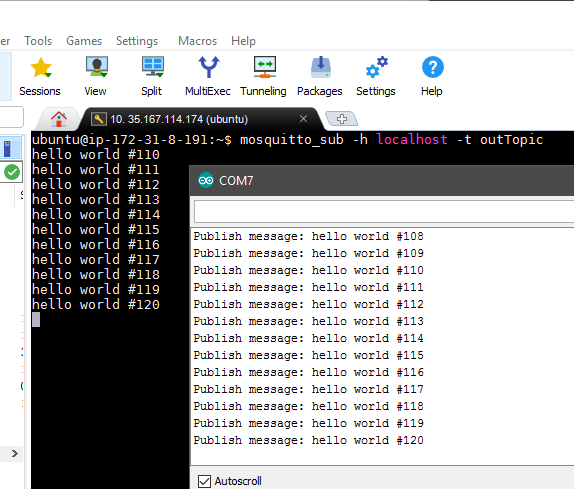 er Tools Games Settings Macros Help
Sessions View Split MultiExec Tunneling Packages Settings Help
10. 35.167.114.174 (ubuntu)
ubuntu@ip-172-31-8-191:~$ mosquitto_sub -h localhost -t outTopic
hello world #110
hello world #111
hello world #112
hello world #113
hello world #114
hello world #115
hello world #116
hello world #117
hello world #118
hello world #119
hello world #120
COM7
Publish message: hello world #108
Publish message: hello world #109
Publish message: hello world #110
Publish message: hello world #111
Publish message: hello world #112
Publish message: hello world #113
Publish message: hello world #114
Publish message: hello world #115
Publish message: hello world #116
Publish message: hello world #117
Publish message: hello world #118
Publish message: hello world #119
Publish message: hello world #120
Autoscroll